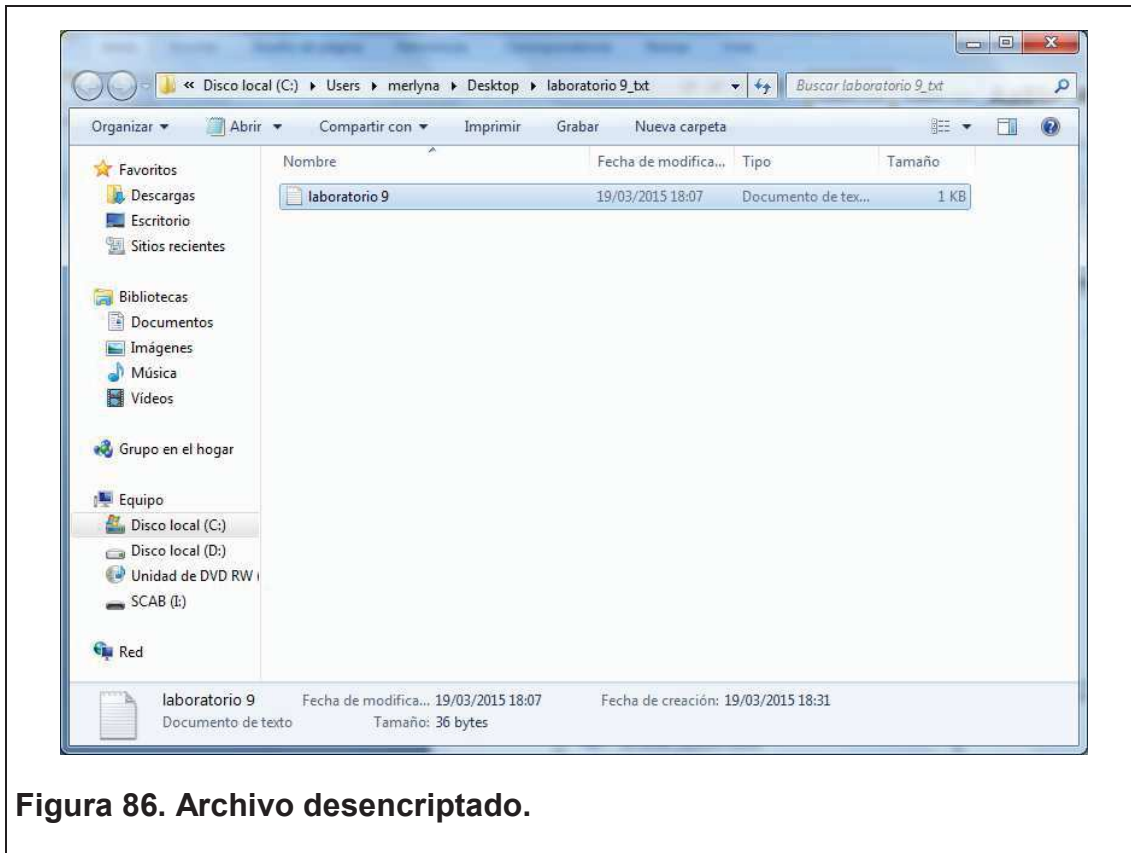 « Disco local (C:) ▸ Users ▸ merlyna ▸ Desktop ▸ laboratorio 9_txt
Buscar laboratorio 9_txt
Organizar Abrir Compartir con Imprimir Grabar Nueva carpeta
Nombre Fecha de modifica... Tipo Tamaño
laboratorio 9 19/03/2015 18:07 Documento de tex... 1 KB
Favoritos
Descargas
Escritorio
Sitios recientes
Bibliotecas
Documentos
Imágenes
Música
Vídeos
Grupo en el hogar
Equipo
Disco local (C:)
Disco local (D:)
Unidad de DVD RW (
SCAB (I:)
Red
laboratorio 9 Fecha de modifica... 19/03/2015 18:07 Fecha de creación: 19/03/2015 18:31
Documento de texto Tamaño: 36 bytes
Figura 86. Archivo desencriptado.